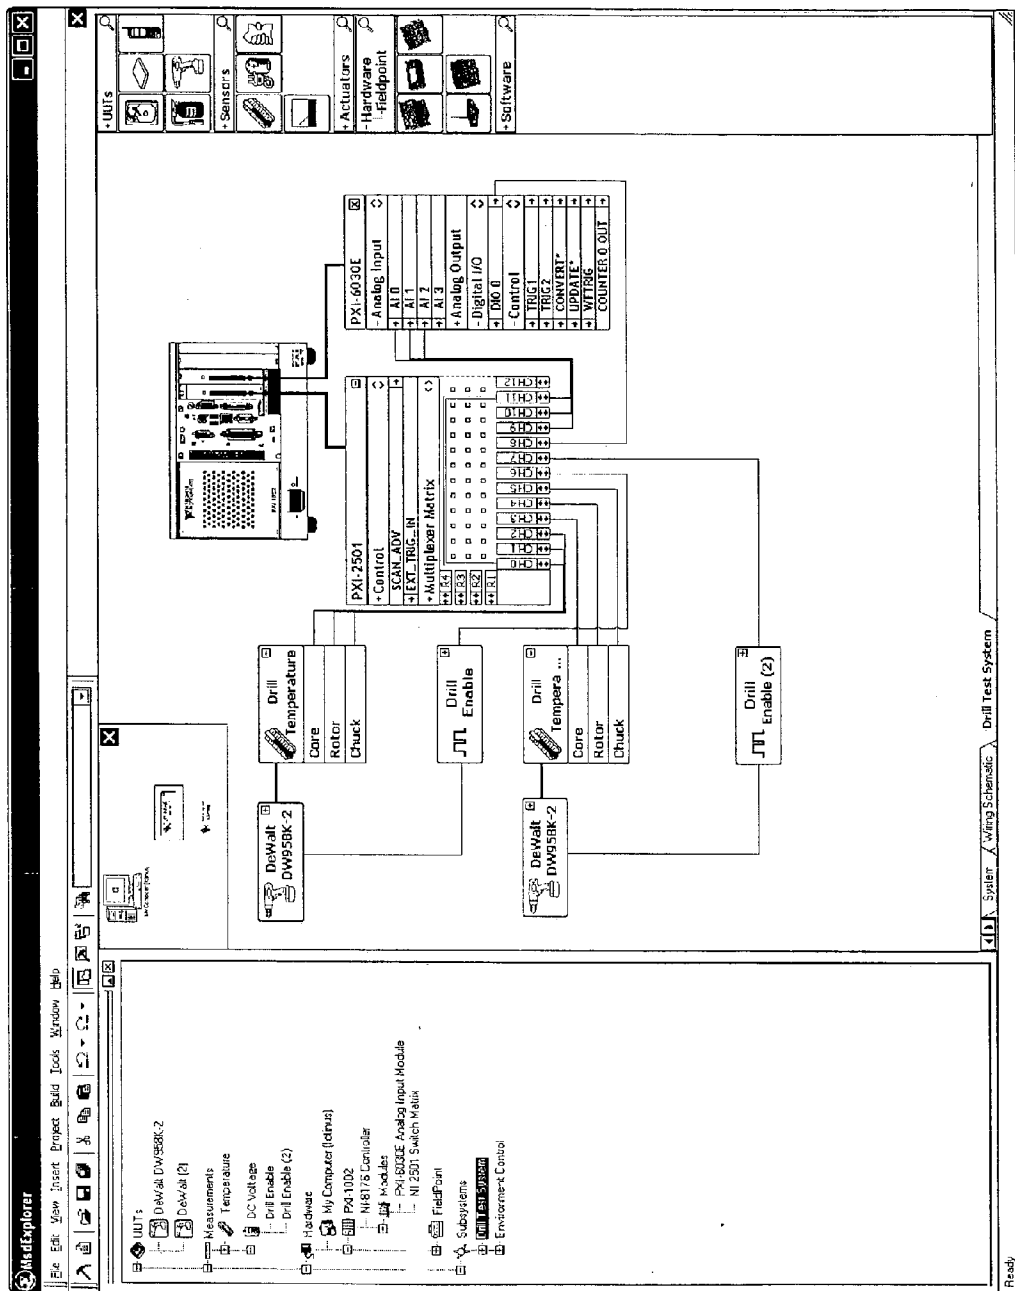 MsdExplorer
File Edit View Insert Project Build Tools Window Help
UUTs
DeWalt DW958K-2
DeWalt (2)
Measurements
Temperature
DC Voltage
Drill Enable
Drill Enable (2)
Hardware
My Computer (loginus)
PXI-1002
NI-8176 Controller
Modules
PXI-6030E Analog Input Module
NI 2501 Switch Matrix
FieldPoint
Subsystems
Drill Test System
Environment Control
DeWalt
DW958K-2
Drill
Temperature
Core
Rotor
Chuck
Drill
Enable
DeWalt
DW958K-2
Drill
Tempera ...
Core
Rotor
Chuck
Drill
Enable (2)
PXI-2501
+ Control
SCAN_ADV
EXT_TRIG_IN
+ Multiplexer Matrix
R4
R3
R2
R1
CH0
CH1
CH2
CH3
CH4
CH5
CH6
CH7
CH8
CH9
CH10
CH11
CH12
PXI-6030E
- Analog Input
AI 0
AI 1
AI 2
AI 3
+ Analog Output
- Digital I/O
DIO 0
- Control
TRIG 1
TRIG 2
CONVERT*
UPDATE*
WFTRIG
COUNTER 0 OUT
+ UUTs
+ Sensors
+ Actuators
- Hardware
Fieldpoint
+ Software
System
Wiring Schematic
Drill Test System
Ready